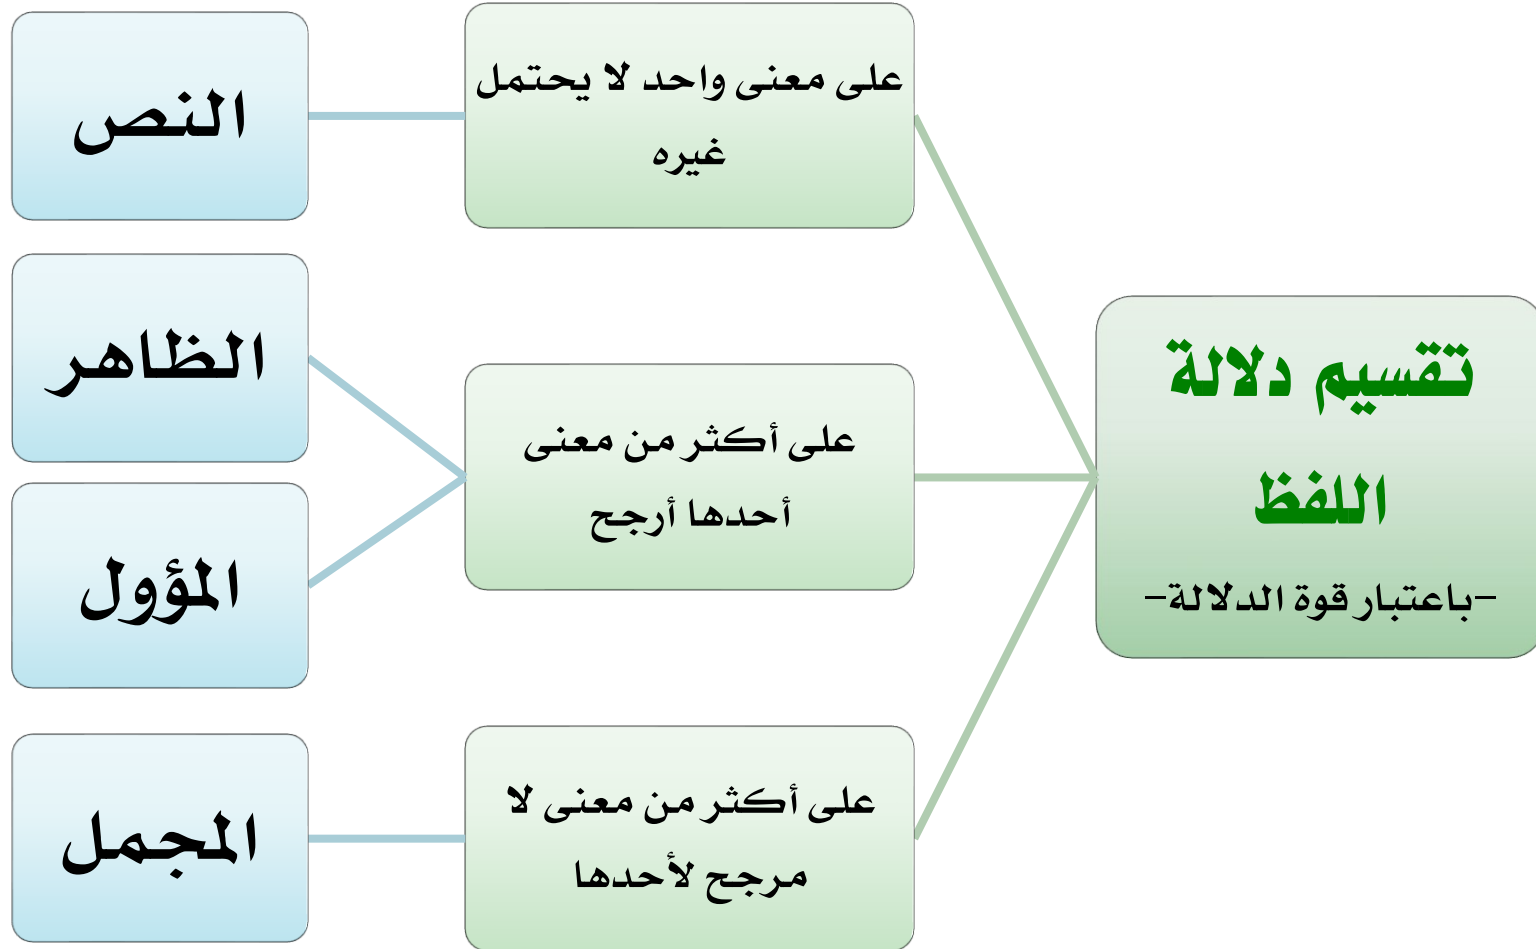 تقسيم دلالة
اللفظ
-باعتبار قوة الدلالة-
على معنى واحد لا يحتمل
غيره
النص
على أكثر من معنى
أحدها أرجح
الظاهر
المؤول
على أكثر من معنى لا
مرجح لأحدها
المجمل